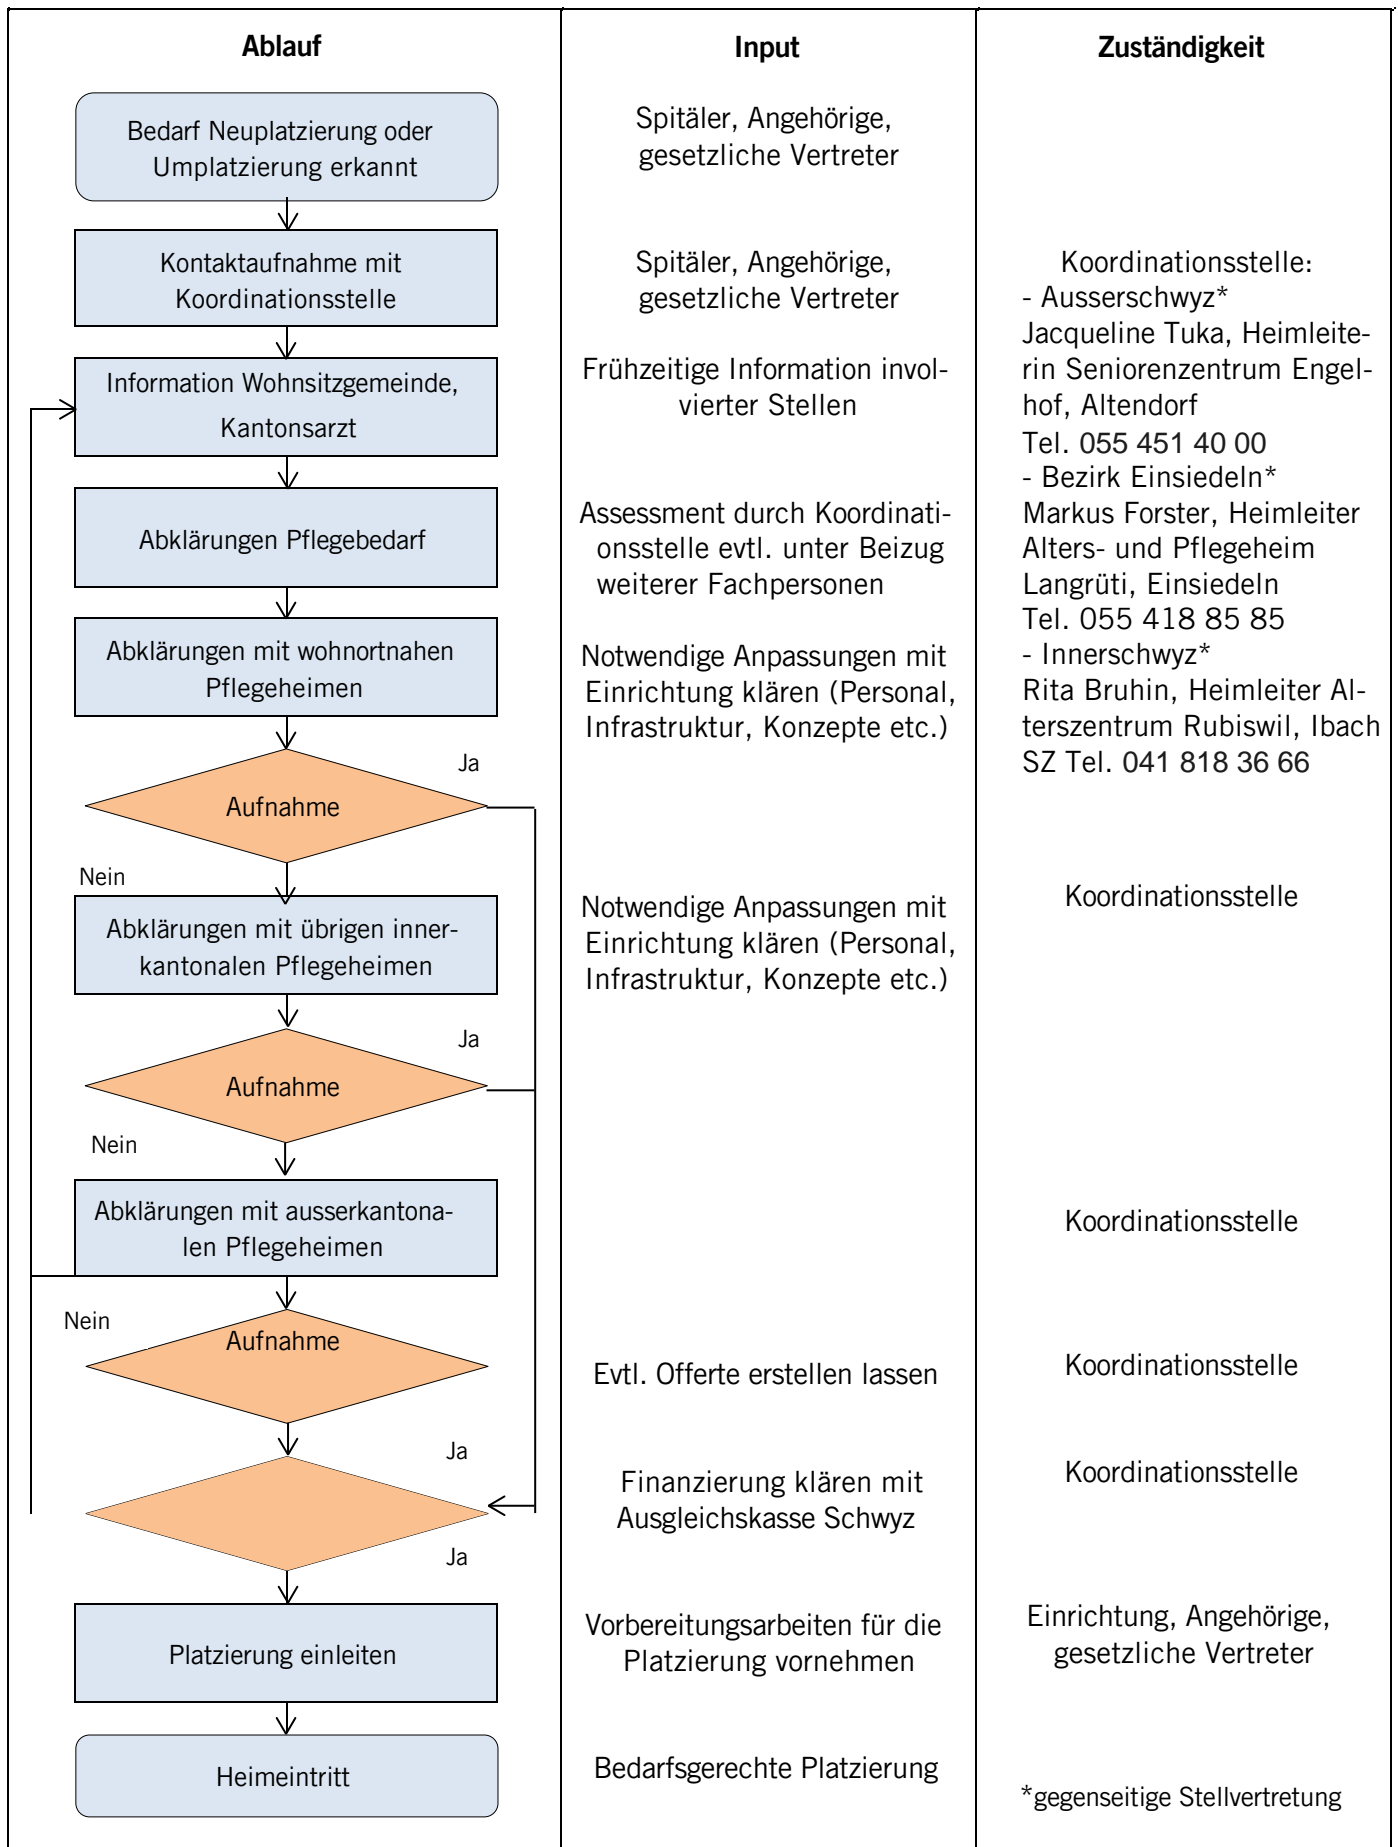 Ablauf
Input
Zuständigkeit
Bedarf Neuplatzierung oder
Umplatzierung erkannt
Spitäler, Angehörige,
gesetzliche Vertreter
Kontaktaufnahme mit
Koordinationsstelle
Spitäler, Angehörige,
gesetzliche Vertreter
Koordinationsstelle:
- Ausserschwyz*
Jacqueline Tuka, Heimleite-
rin Seniorenzentrum Engel-
hof, Altendorf
Tel. 055 451 40 00
- Bezirk Einsiedeln*
Markus Forster, Heimleiter
Alters- und Pflegeheim
Langrüti, Einsiedeln
Tel. 055 418 85 85
- Innerschwyz*
Rita Bruhin, Heimleiter Al-
terszentrum Rubiswil, Ibach
SZ Tel. 041 818 36 66
Information Wohnsitzgemeinde,
Kantonsarzt
Frühzeitige Information invol-
vierter Stellen
Abklärungen Pflegebedarf
Assessment durch Koordinati-
onsstelle evtl. unter Beizug
weiterer Fachpersonen
Abklärungen mit wohnortnahen
Pflegeheimen
Notwendige Anpassungen mit
Einrichtung klären (Personal,
Infrastruktur, Konzepte etc.)
Ja
Aufnahme
Nein
Abklärungen mit übrigen inner-
kantonalen Pflegeheimen
Notwendige Anpassungen mit
Einrichtung klären (Personal,
Infrastruktur, Konzepte etc.)
Koordinationsstelle
Ja
Aufnahme
Nein
Abklärungen mit ausserkantona-
len Pflegeheimen
Koordinationsstelle
Nein
Aufnahme
Evtl. Offerte erstellen lassen
Koordinationsstelle
Ja
Finanzierung klären mit
Ausgleichskasse Schwyz
Koordinationsstelle
Ja
Platzierung einleiten
Vorbereitungsarbeiten für die
Platzierung vornehmen
Einrichtung, Angehörige,
gesetzliche Vertreter
Heimeintritt
Bedarfsgerechte Platzierung
*gegenseitige Stellvertretung